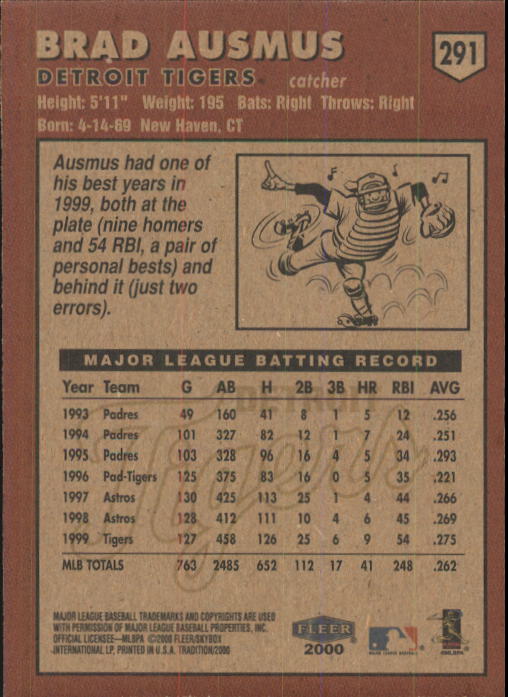 BRAD AUSMUS
291
DETROIT TIGERS® catcher
Height: 5'11" Weight: 195 Bats: Right Throws: Right
Born: 4-14-69 New Haven, CT
Ausmus had one of
his best years in
1999, both at the
plate (nine homers
and 54 RBI, a pair of
personal bests) and
behind it (just two
errors).
MAJOR LEAGUE BATTING RECORD
Year Team G AB H 2B 3B HR RBI AVG
1993 Padres 49 160 41 8 1 5 12 .256
1994 Padres 101 327 82 12 1 7 24 .251
1995 Padres 103 328 96 16 4 5 34 .293
1996 Pad-Tigers 125 375 83 16 0 5 35 .221
1997 Astros 130 425 113 25 1 4 44 .266
1998 Astros 128 412 111 10 4 6 45 .269
1999 Tigers 127 458 126 25 6 9 54 .275
MLB TOTALS 763 2485 652 112 17 41 248 .262
DETROIT
Tigers
MAJOR LEAGUE BASEBALL TRADEMARKS AND COPYRIGHTS ARE USED
WITH PERMISSION OF MAJOR LEAGUE BASEBALL PROPERTIES, INC.
OFFICIAL LICENSEE—MLBPA ©2000 FLEER/SKYBOX
INTERNATIONAL LP, PRINTED IN U.S.A. TRADITION/2000
FLEER
2000
MAJOR LEAGUE BASEBALL
©MLBPA